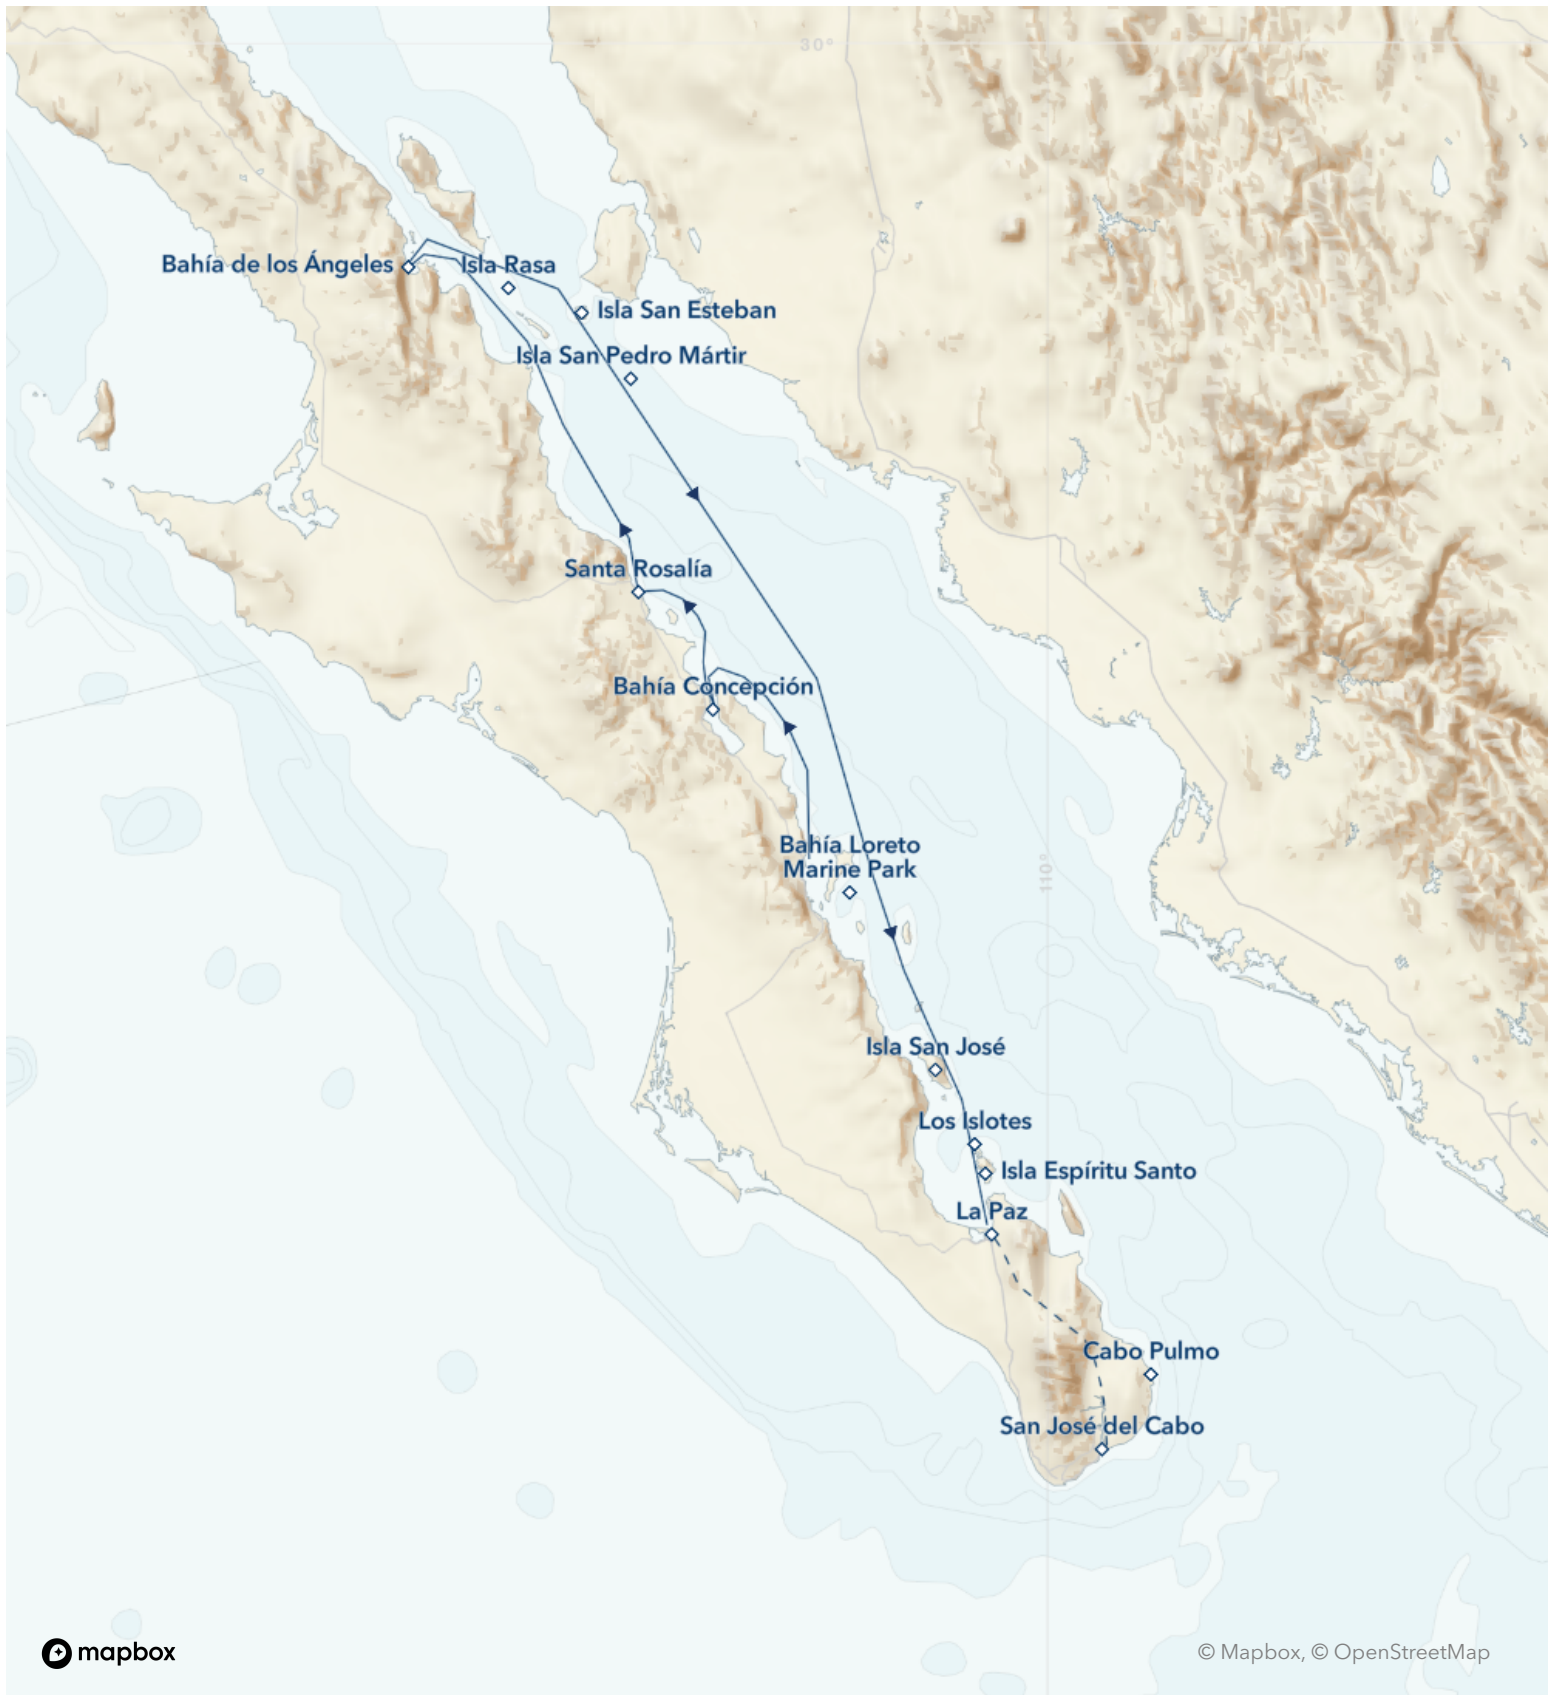 30°
Bahía de los Ángeles
Isla Rasa
Isla San Esteban
Isla San Pedro Mártir
Santa Rosalía
Bahía Concepción
Bahía Loreto
Marine Park
110°
Isla San José
Los Islotes
Isla Espíritu Santo
La Paz
Cabo Pulmo
San José del Cabo
mapbox
© Mapbox, © OpenStreetMap